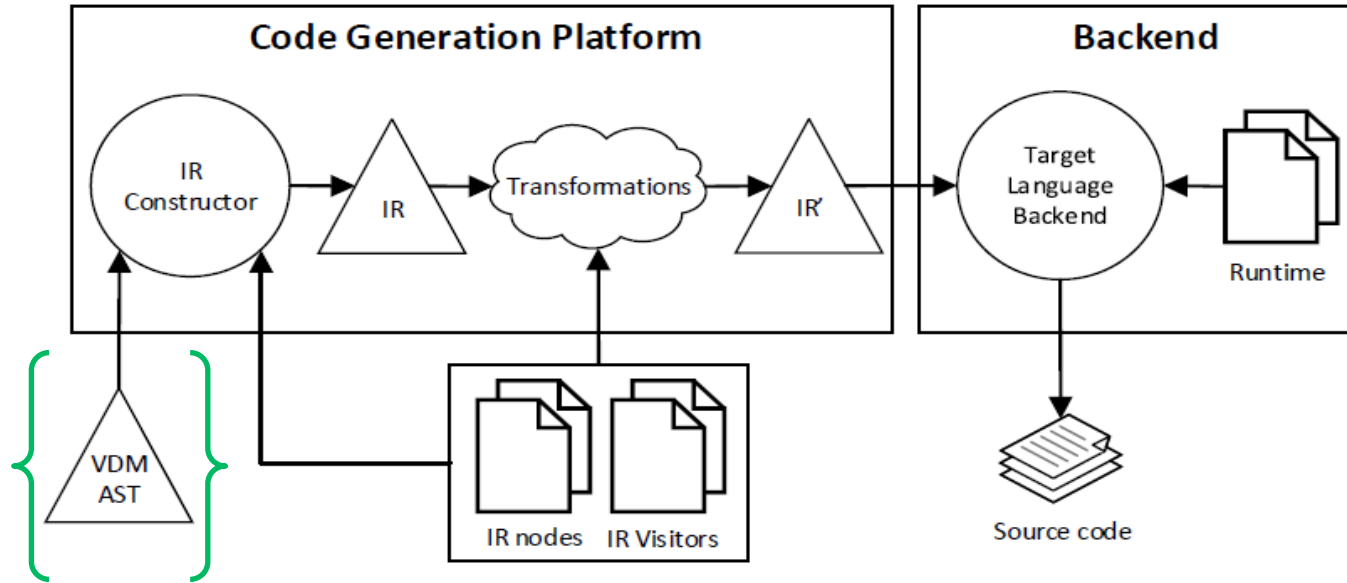 Code Generation Platform
Backend
IR
Constructor
IR
Transformations
IR’
Target
Language
Backend
Runtime
VDM
AST
IR nodes
IR Visitors
Source code